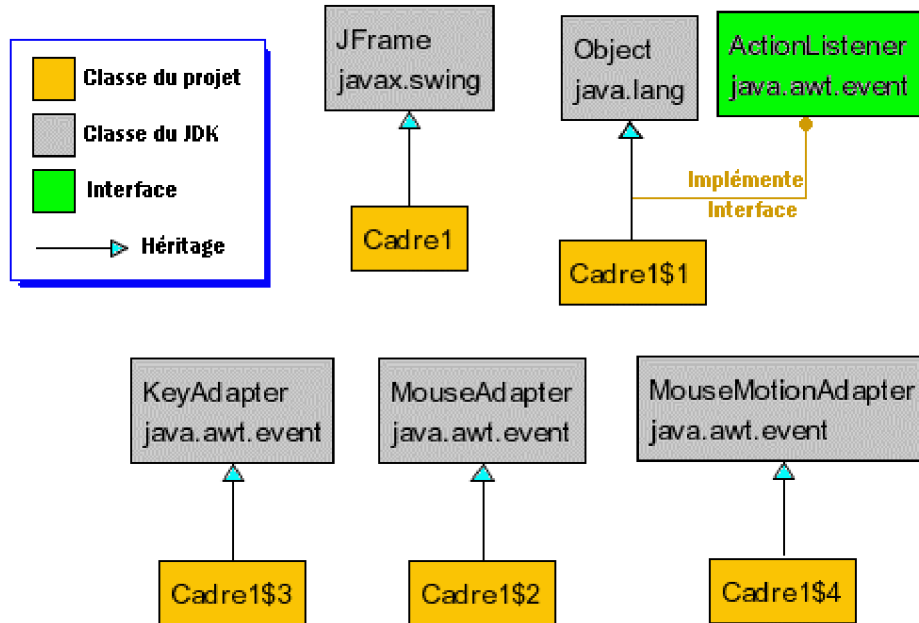 Classe du projet
Classe du JDK
Interface
Héritage
JFrame
javax.swing
Cadre1
Object
java.lang
ActionListener
java.awt.event
Implémente
Interface
Cadre1$1
KeyAdapter
java.awt.event
Cadre1$3
MouseAdapter
java.awt.event
Cadre1$2
MouseMotionAdapter
java.awt.event
Cadre1$4